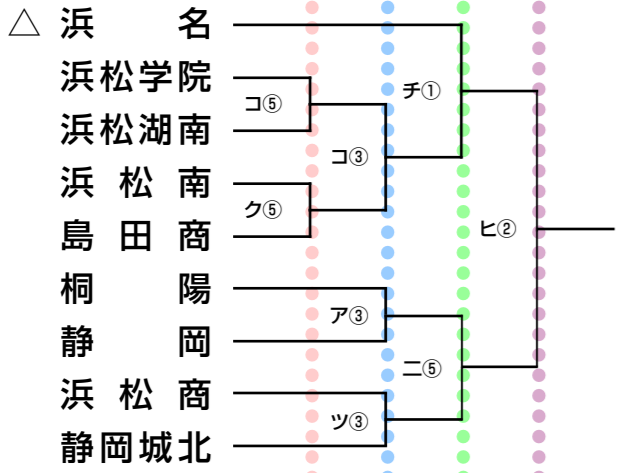 △ 浜名
浜松学院
浜松湖南
浜松南
島田商
桐陽
静岡
浜松商
静岡城北
コ⑤
ク⑤
コ③
チ①
ア③
ツ③
ニ⑤
ヒ②